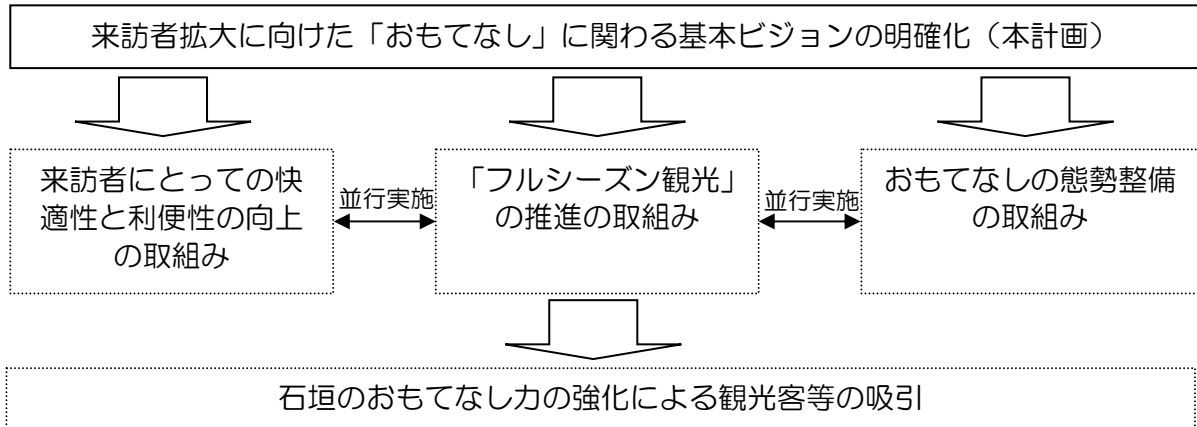 来訪者拡大に向けた「おもてなし」に関わる基本ビジョンの明確化（本計画）
来訪者にとっての快
適性と利便性の向上
の取組み
並行実施
「フルシーズン観光」
の推進の取組み
並行実施
おもてなしの態勢整備
の取組み
石垣のおもてなし力の強化による観光客等の吸引